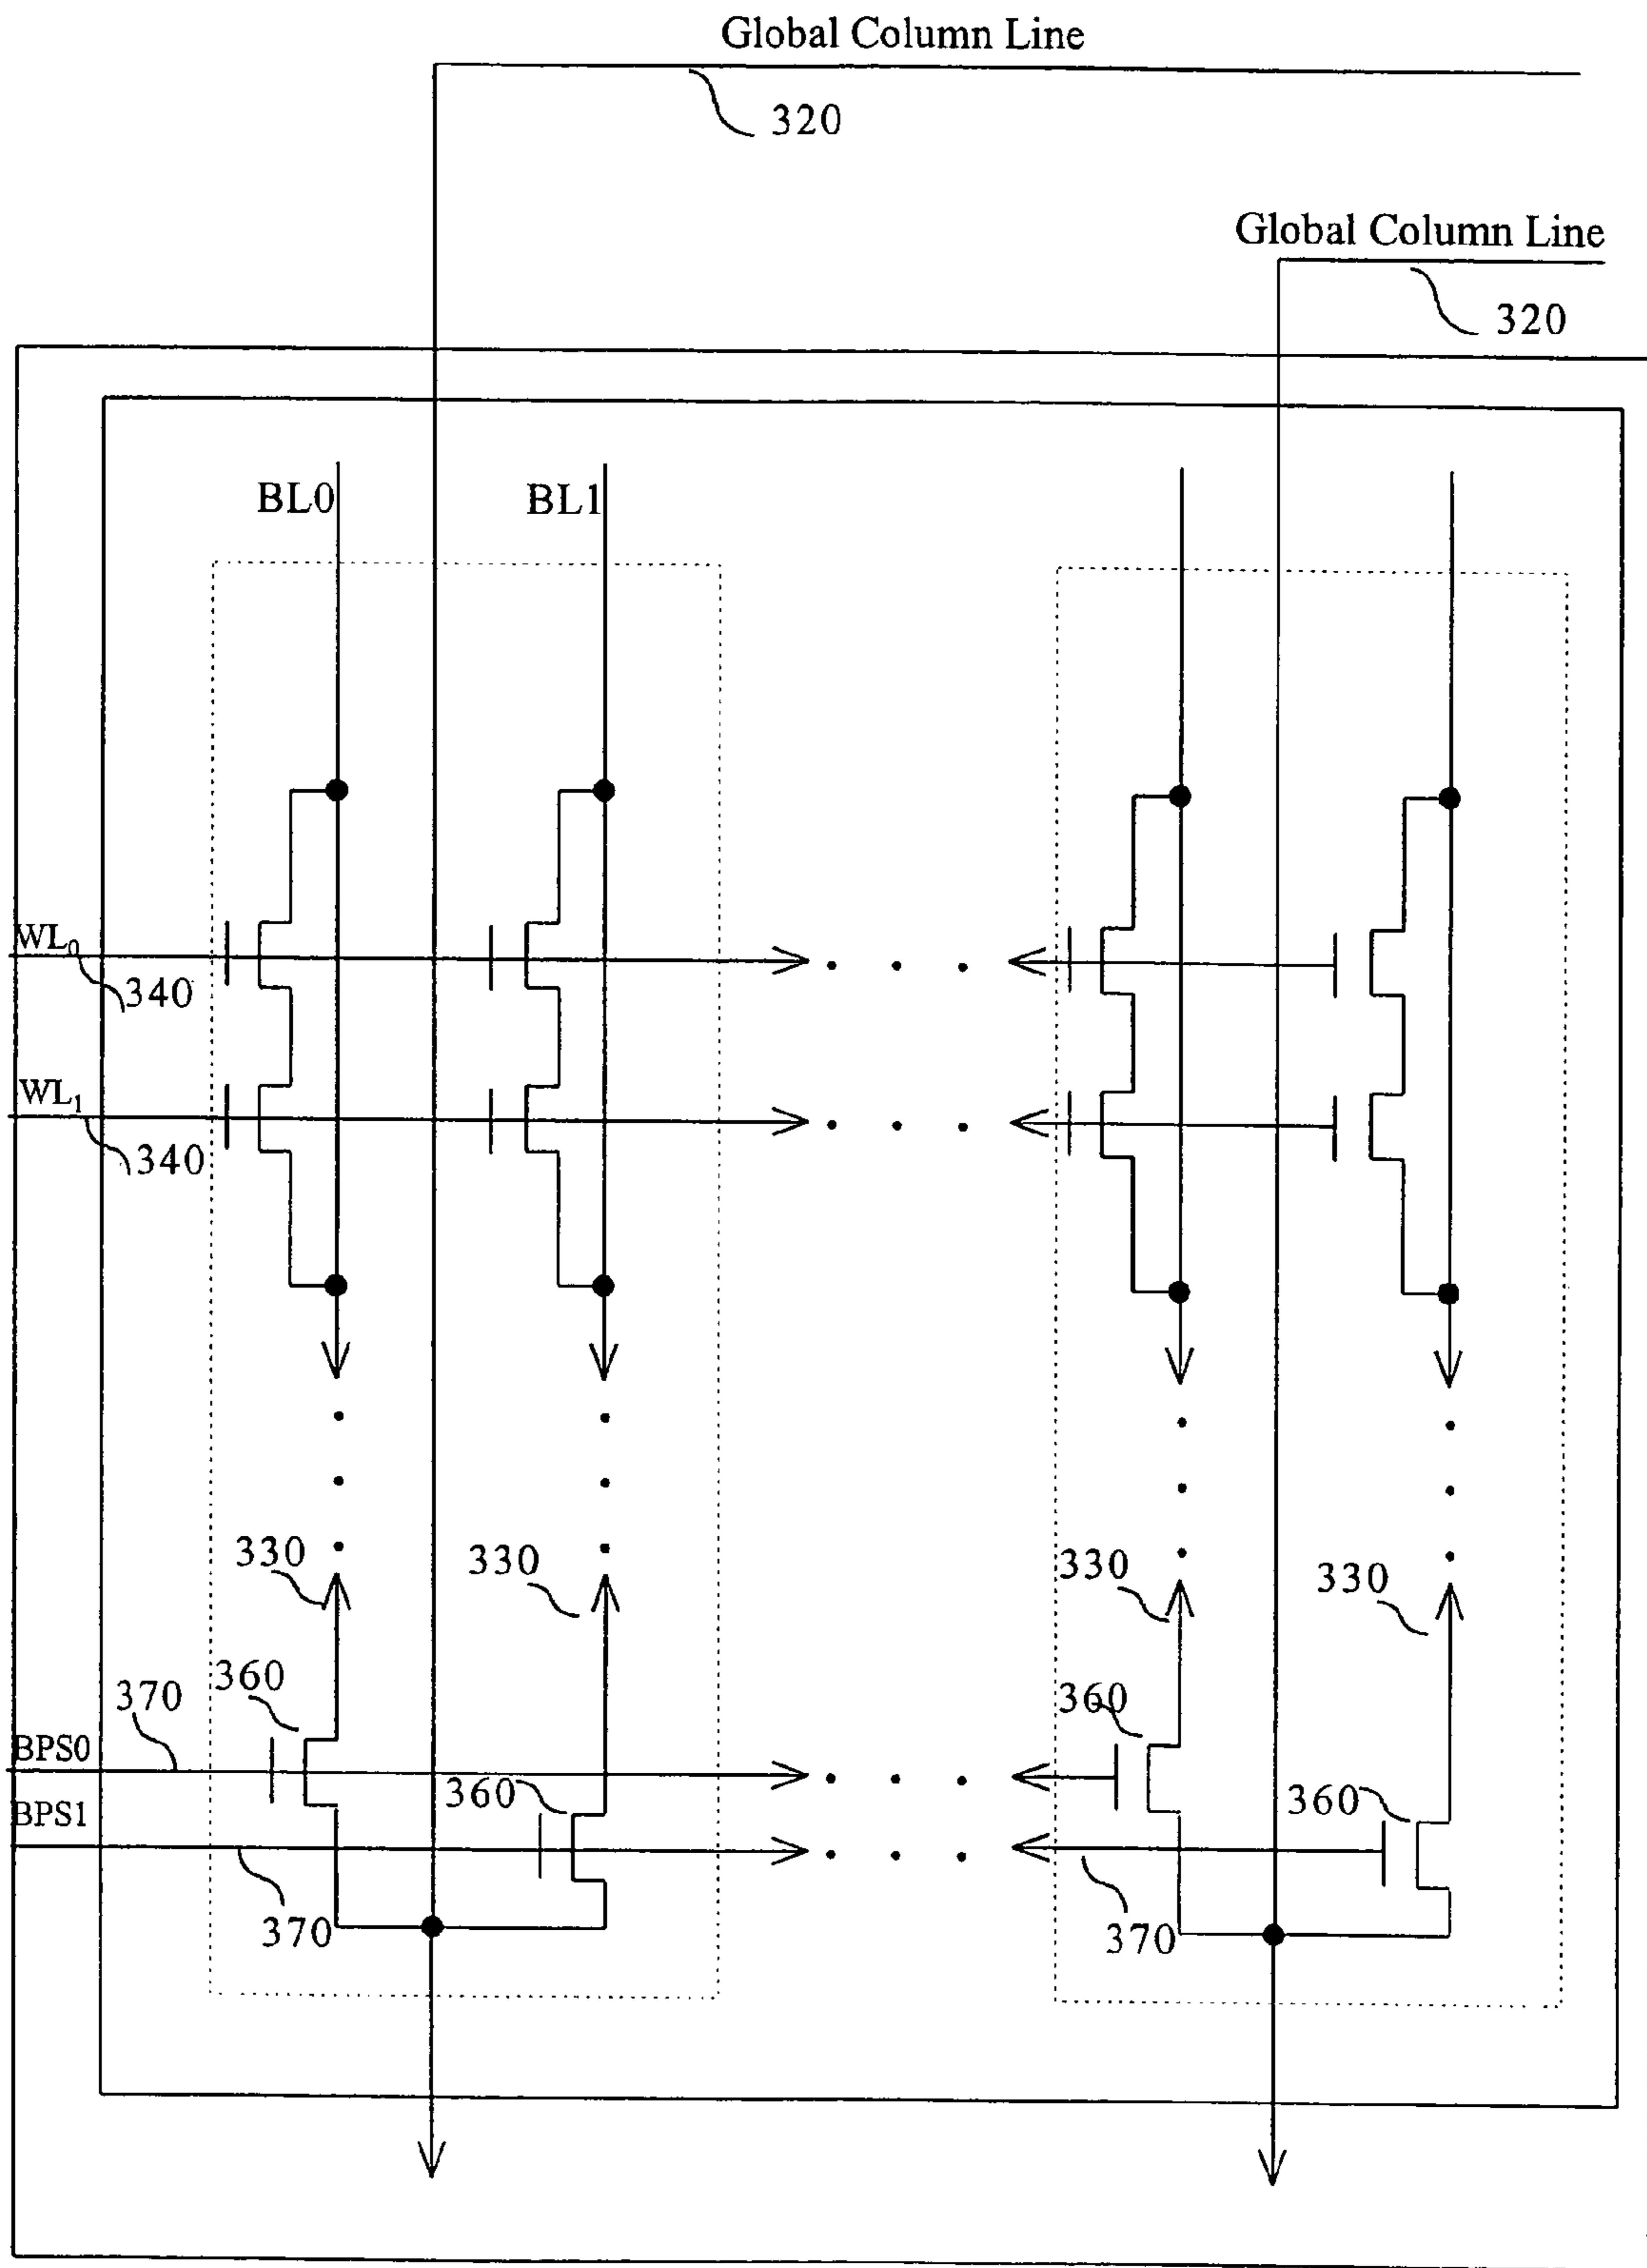 Global Column Line
320
Global Column Line
320
BL0 BL1
WL0
340
WL1
340
330 330 330 330
360 360
370
BPS0
360 360
BPS1
370 370